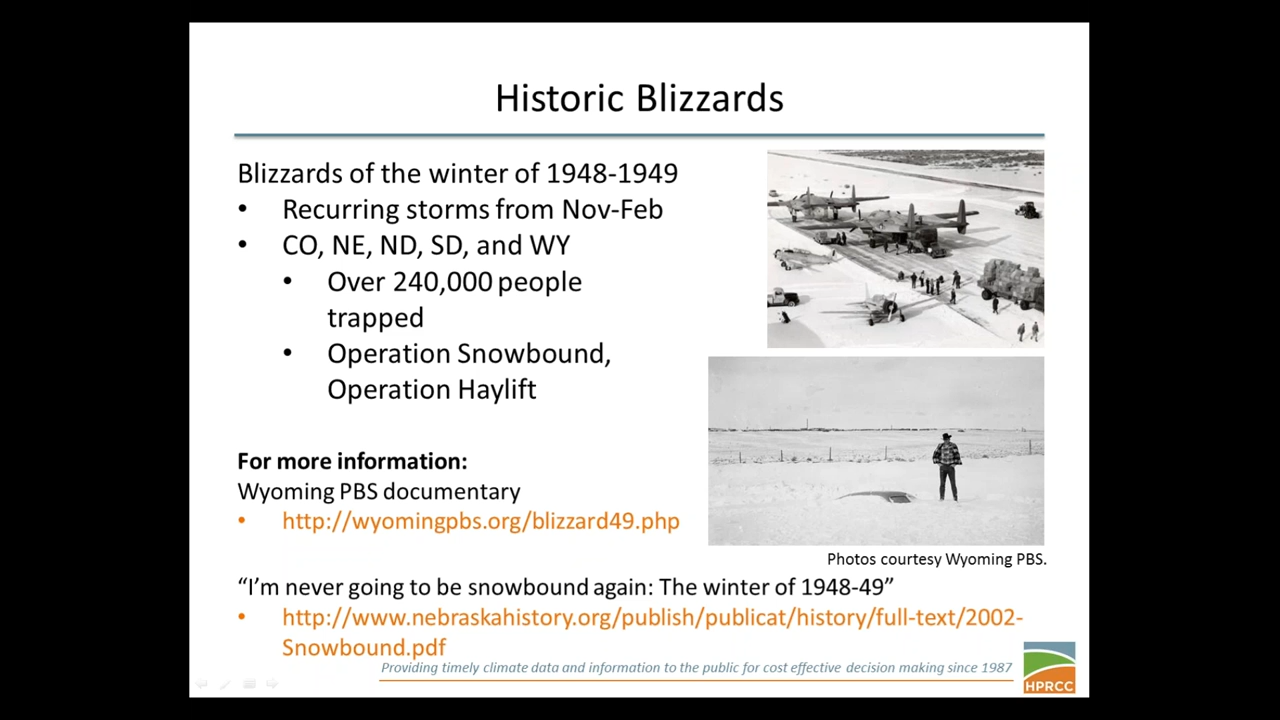 Historic Blizzards
Blizzards of the winter of 1948-1949
• Recurring storms from Nov-Feb
• CO, NE, ND, SD, and WY
• Over 240,000 people
trapped
• Operation Snowbound,
Operation Haylift
For more information:
Wyoming PBS documentary
• http://wyomingpbs.org/blizzard49.php
Photos courtesy Wyoming PBS.
“I’m never going to be snowbound again: The winter of 1948-49”
• http://www.nebraskahistory.org/publish/publicat/history/full-text/2002-
Snowbound.pdf
Providing timely climate data and information to the public for cost effective decision making since 1987
HPRCC